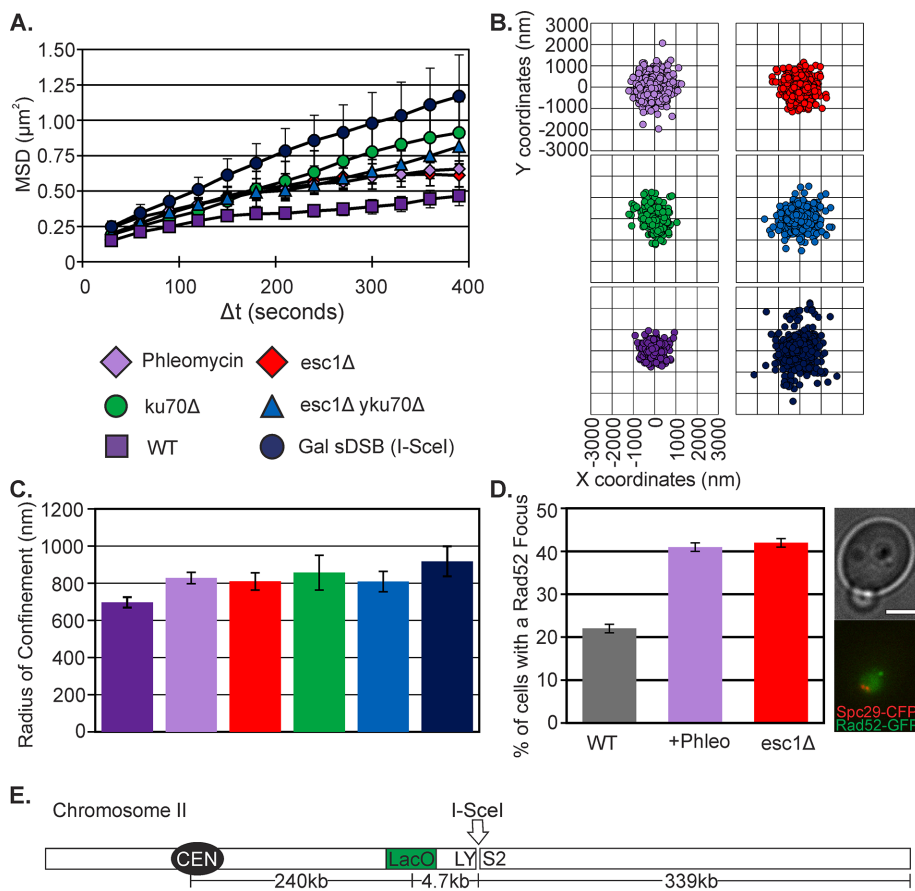 A.
1.50
1.25
1.00
0.75
0.50
0.25
0
MSD (µm²)
0 100 200 300 400
Δt (seconds)
Phleomycin
esc1Δ
ku70Δ
esc1Δ yku70Δ
WT
Gal sDSB (I-SceI)
B.
Y coordinates (nm)
3000
2000
1000
0
-1000
-2000
-3000
-3000 -2000 -1000 0 1000 2000 3000
X coordinates (nm)
C.
Radius of Confinement (nm)
1200
1000
800
600
400
200
0
D.
% of cells with a Rad52 Focus
50
40
30
20
10
0
WT +Phleo esc1Δ
Spc29-CFP
Rad52-GFP
E.
Chromosome II
I-SceI
CEN LacO LY S2
240kb 4.7kb 339kb